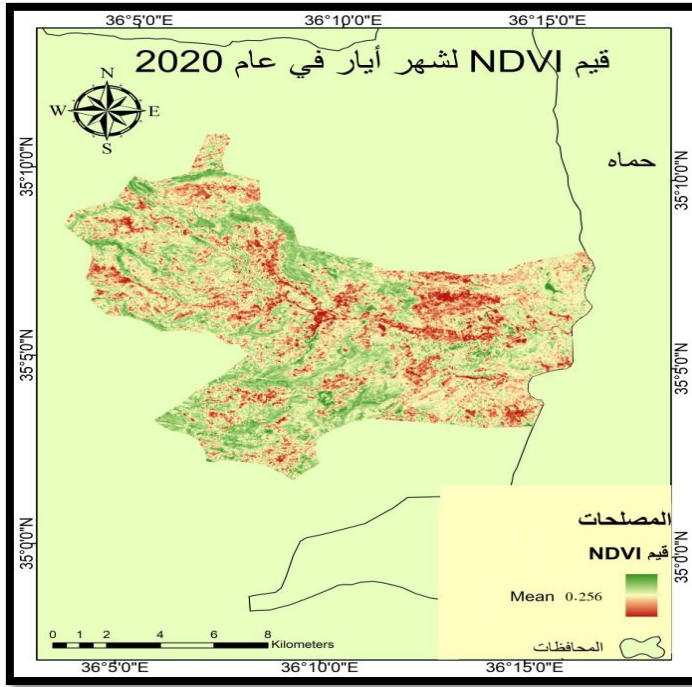 36°5'0"E 36°10'0"E 36°15'0"E
قيم NDVI لشهر أيار في عام 2020
N
W E
S
حماه
35°10'0"N 35°10'0"N
35°5'0"N 35°5'0"N
35°0'0"N 35°0'0"N
المصلحات
قيم NDVI
Mean 0.256
المحافظات
0 1 2 4 6 8
Kilometers
36°5'0"E 36°10'0"E 36°15'0"E